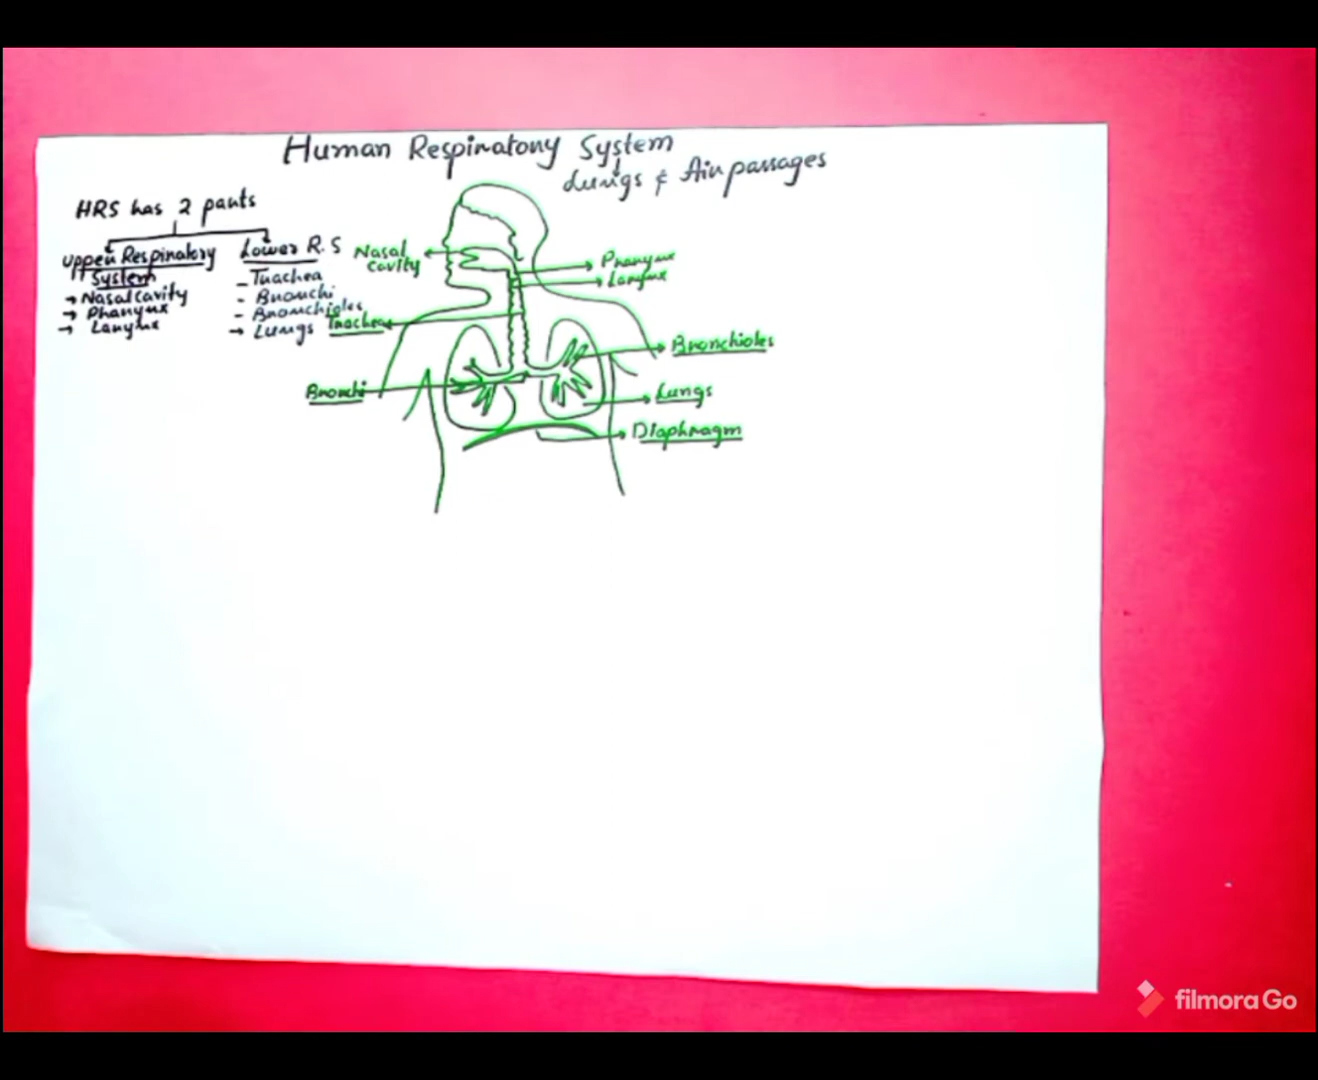 Human Respiratory System
Lungs & Air passages
HRS has 2 parts
Upper Respiratory
System
→ Nasal cavity
→ Pharynx
→ Larynx
Lower R.S
- Trachea
- Bronchi
- Bronchioles
→ Lungs
Nasal
cavity
Pharynx
Larynx
Trachea
Bronchioles
Bronchi
Lungs
Diaphragm
filmora Go